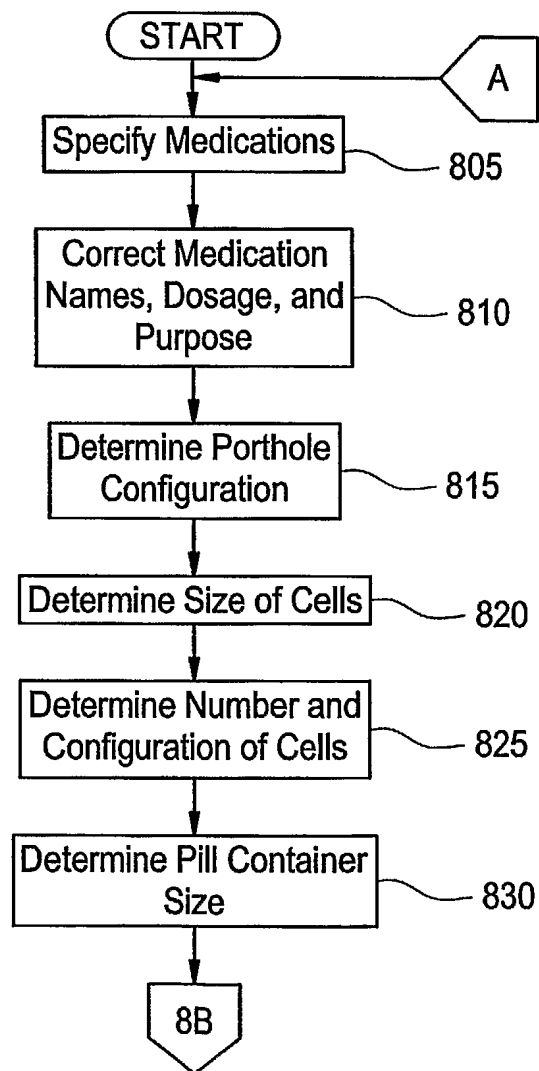 START
A
Specify Medications
805
Correct Medication
Names, Dosage, and
Purpose
810
Determine Porthole
Configuration
815
Determine Size of Cells
820
Determine Number and
Configuration of Cells
825
Determine Pill Container
Size
830
8B